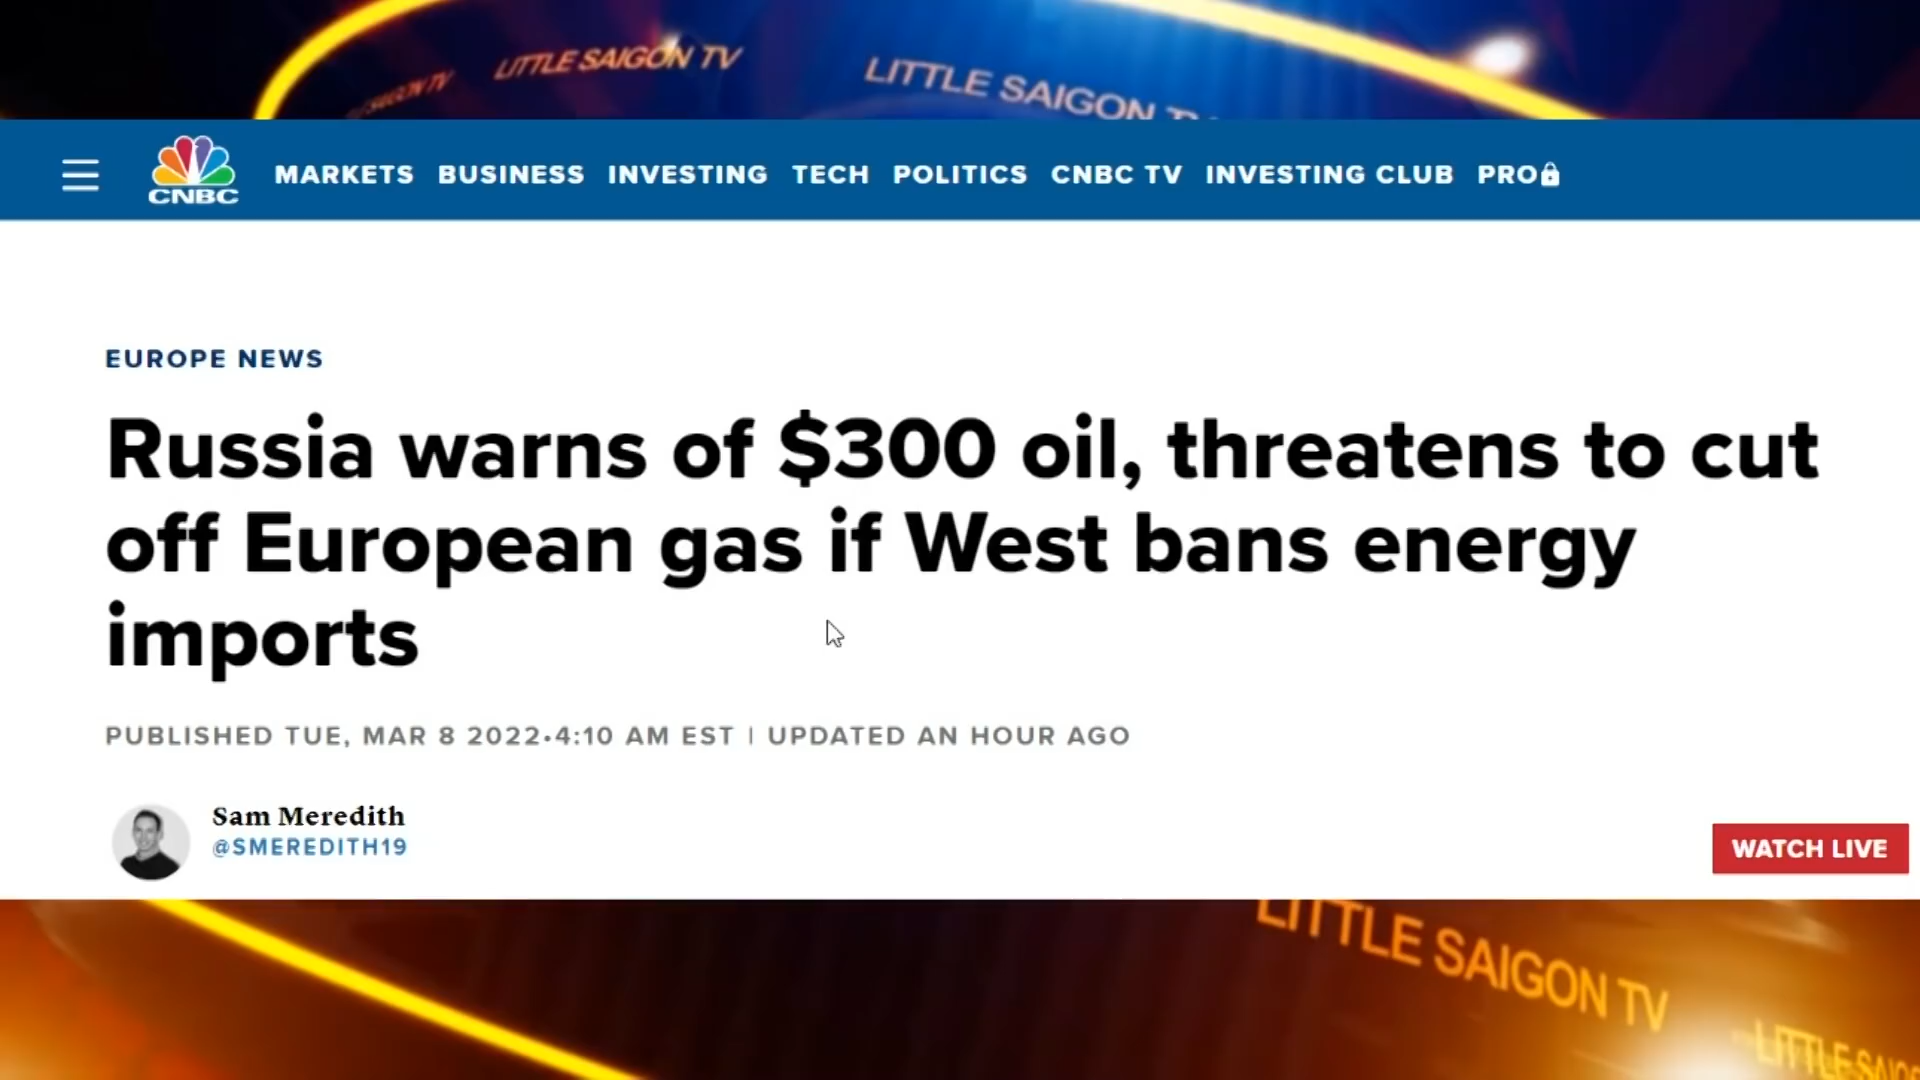 LITTLE SAIGON TV
LITTLE SAIGON
CNBC
MARKETS BUSINESS INVESTING TECH POLITICS CNBC TV INVESTING CLUB PRO
EUROPE NEWS
Russia warns of $300 oil, threatens to cut
off European gas if West bans energy
imports
PUBLISHED TUE, MAR 8 2022•4:10 AM EST | UPDATED AN HOUR AGO
Sam Meredith
@SMEREDITH19
WATCH LIVE
LITTLE SAIGON TV
LITTLE